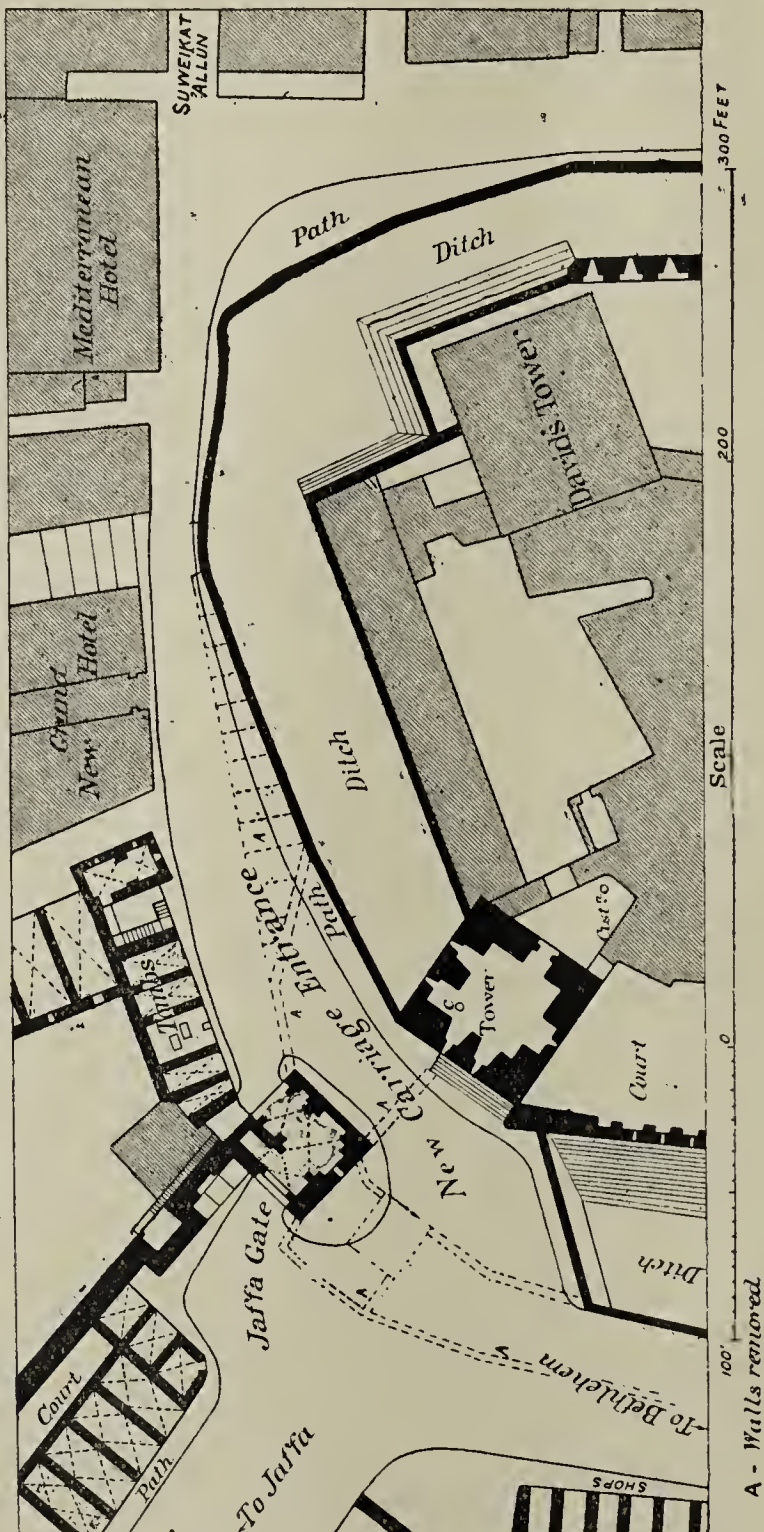 SUWEIKAT
'ALLUN
Mediterranean
Hotel
Path
Ditch
David's Tower.
Grand
New Hotel
Ditch
Tombs
A
New Carriage Entrance
Path
A
C
Tower
Court
Jaffa Gate
A
A
Ditch
Court
Path
To Jaffa
To Bethlehem
SHOPS
100'
0
Scale
200
300 FEET
A - Walls removed